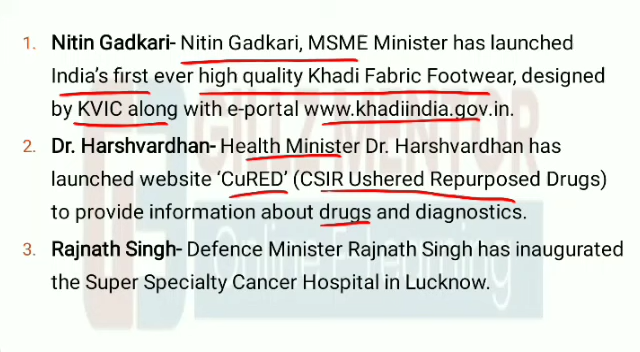 1. Nitin Gadkari- Nitin Gadkari, MSME Minister has launched
India's first ever high quality Khadi Fabric Footwear, designed
by KVIC along with e-portal www.khadiindia.gov.in.
2. Dr. Harshvardhan- Health Minister Dr. Harshvardhan has
launched website ‘CuRED’ (CSIR Ushered Repurposed Drugs)
to provide information about drugs and diagnostics.
3. Rajnath Singh- Defence Minister Rajnath Singh has inaugurated
the Super Specialty Cancer Hospital in Lucknow.